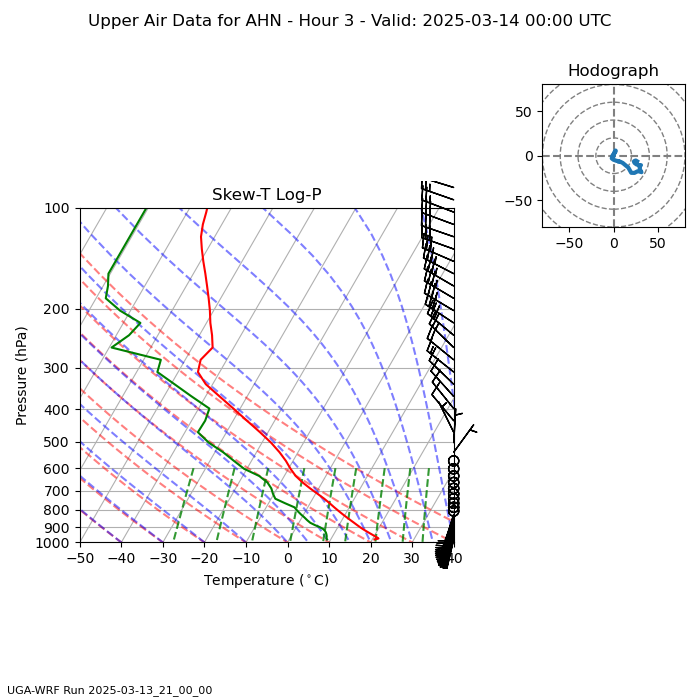 Upper Air Data for AHN - Hour 3 - Valid: 2025-03-14 00:00 UTC
Hodograph
50
0
−50
−50 0 50
Skew-T Log-P
100
200
300
400
500
600
700
800
900
1000
Pressure (hPa)
−50 −40 −30 −20 −10 0 10 20 30 40
Temperature (°C)
UGA-WRF Run 2025-03-13_21_00_00